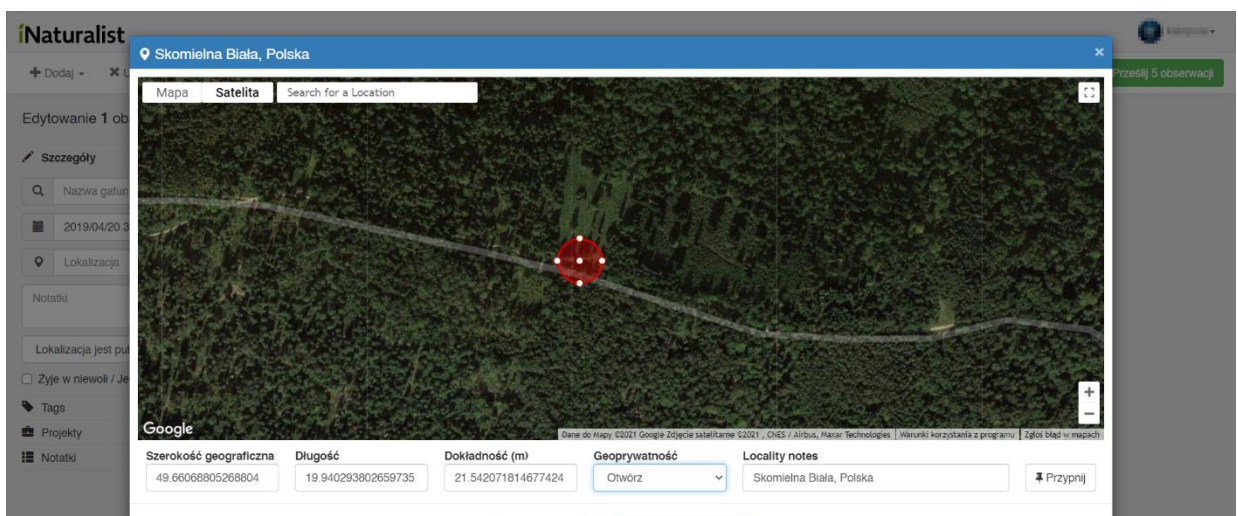 iNaturalist
Skomielna Biała, Polska
×
Dodaj
U
Prześlij 5 obserwacji
Mapa
Satelita
Search for a Location
Edytowanie 1 ob
Szczegóły
Nazwa gatun
2019/04/20 3
Lokalizacja
Notatki
Lokalizacja jest pub
Żyje w niewoli / Je
Tags
Projekty
Notatki
+
−
Google
Dane do Mapy ©2021 Google Zdjęcie satelitarne ©2021 , CNES / Airbus, Maxar Technologies
Warunki korzystania z programu
Zgłoś błąd w mapach
Szerokość geograficzna
Długość
Dokładność (m)
Geoprywatność
Locality notes
49.66068805268804
19.940293802659735
21.542071814677424
Otwórz
Skomielna Biała, Polska
Przypnij